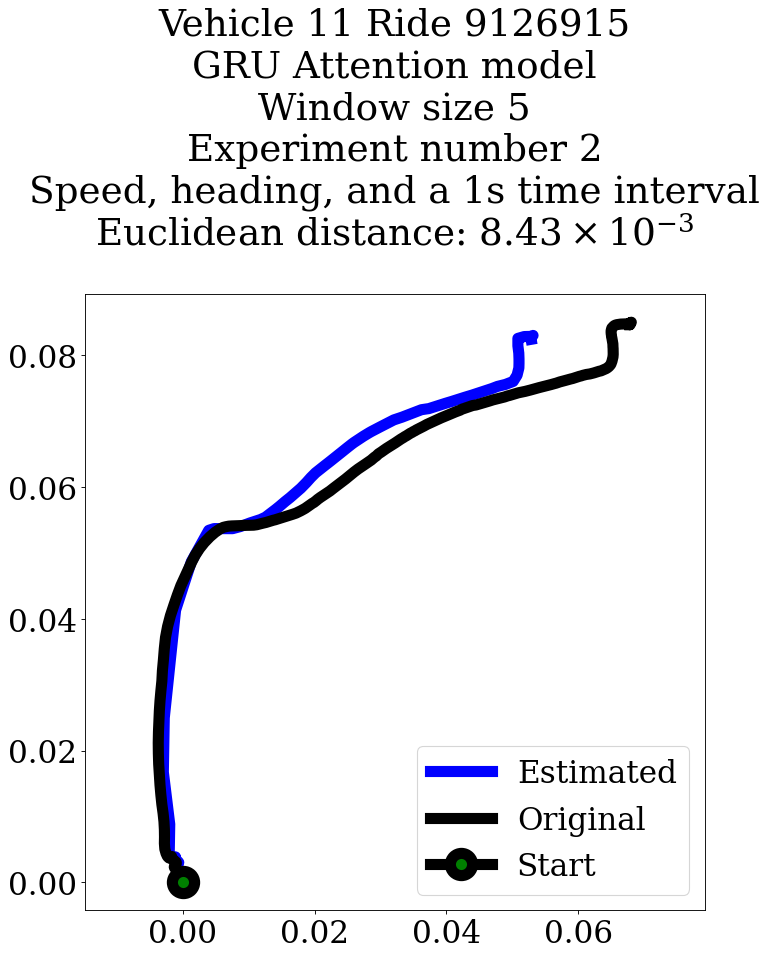 Vehicle 11 Ride 9126915
GRU Attention model
Window size 5
Experiment number 2
Speed, heading, and a 1s time interval
Euclidean distance: 8.43 × 10⁻³
0.08
0.06
0.04
0.02
0.00
Estimated
Original
Start
0.00 0.02 0.04 0.06